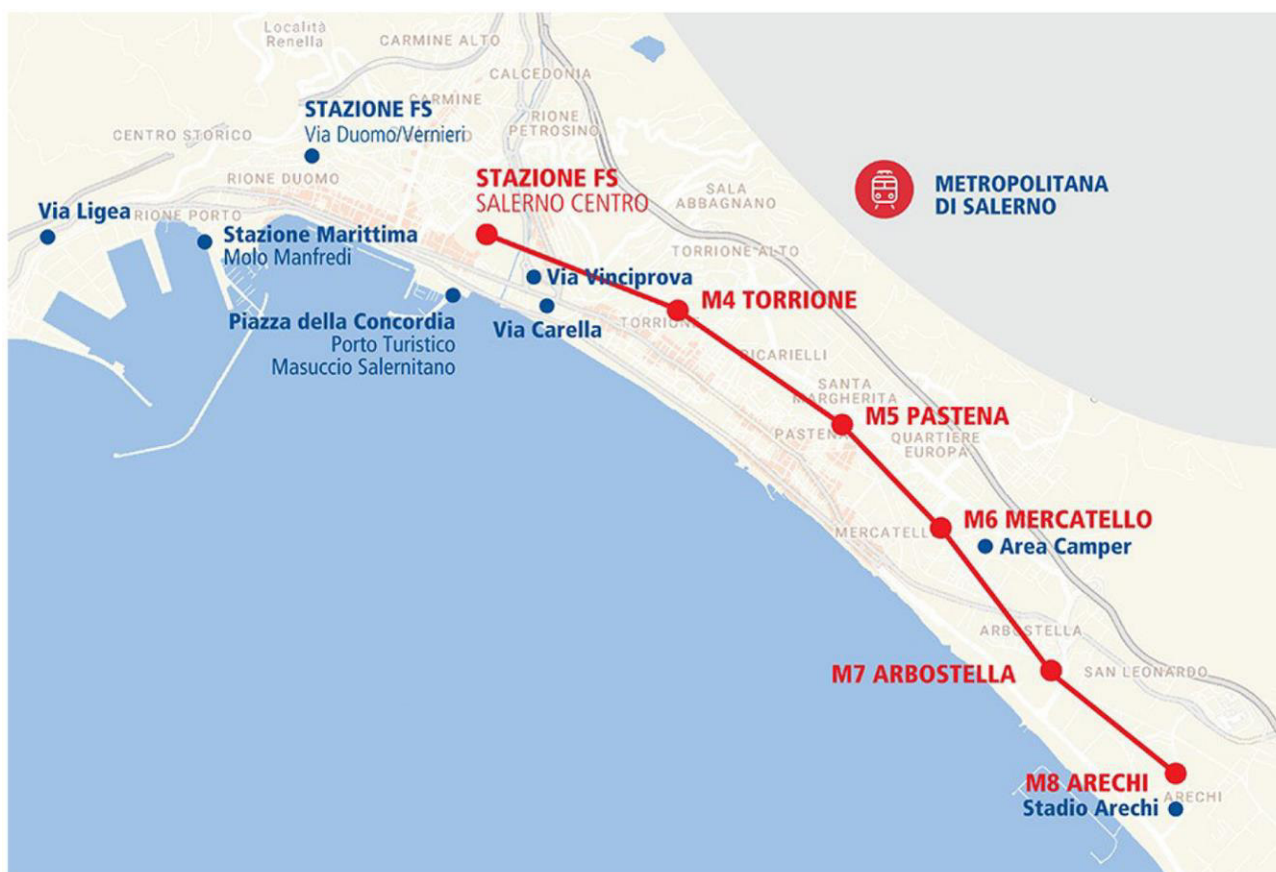 Località
Renella
CARMINE ALTO
CALCEDONIA
CARMINE
STAZIONE FS
Via Duomo/Vernieri
CENTRO STORICO
RIONE
PETROSINO
RIONE DUOMO
STAZIONE FS
SALERNO CENTRO
SALA
ABBAGNANO
METROPOLITANA
DI SALERNO
Via Ligea
RIONE PORTO
Stazione Marittima
Molo Manfredi
TORRIONE ALTO
Via Vinciprova
M4 TORRIONE
Piazza della Concordia
Porto Turistico
Masuccio Salernitano
Via Carella
TORRIONE
BICARIELLI
SANTA
MARGHERITA
M5 PASTENA
PASTENA
QUARTIERE
EUROPA
M6 MERCATELLO
MERCATELLO
Area Camper
ARBOSTELLA
M7 ARBOSTELLA
SAN LEONARDO
M8 ARECHI
ARECHI
Stadio Arechi